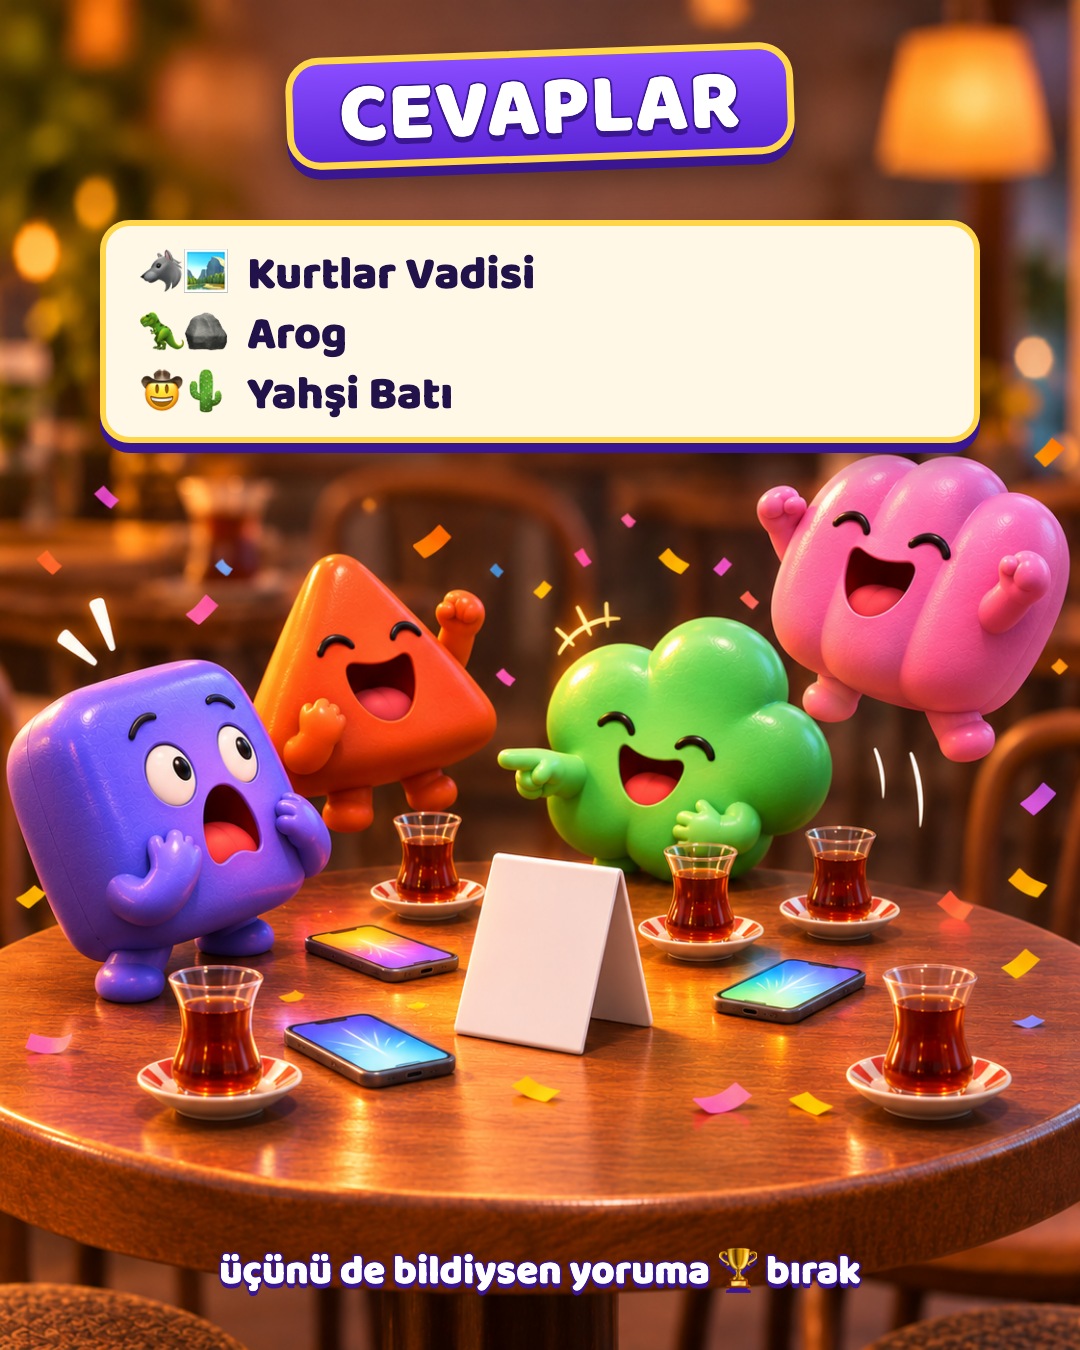 CEVAPLAR
🐺🏞️ Kurtlar Vadisi
🦖🪨 Arog
🤠🌵 Yahşi Batı
üçünü de bildiysen yoruma 🏆 bırak